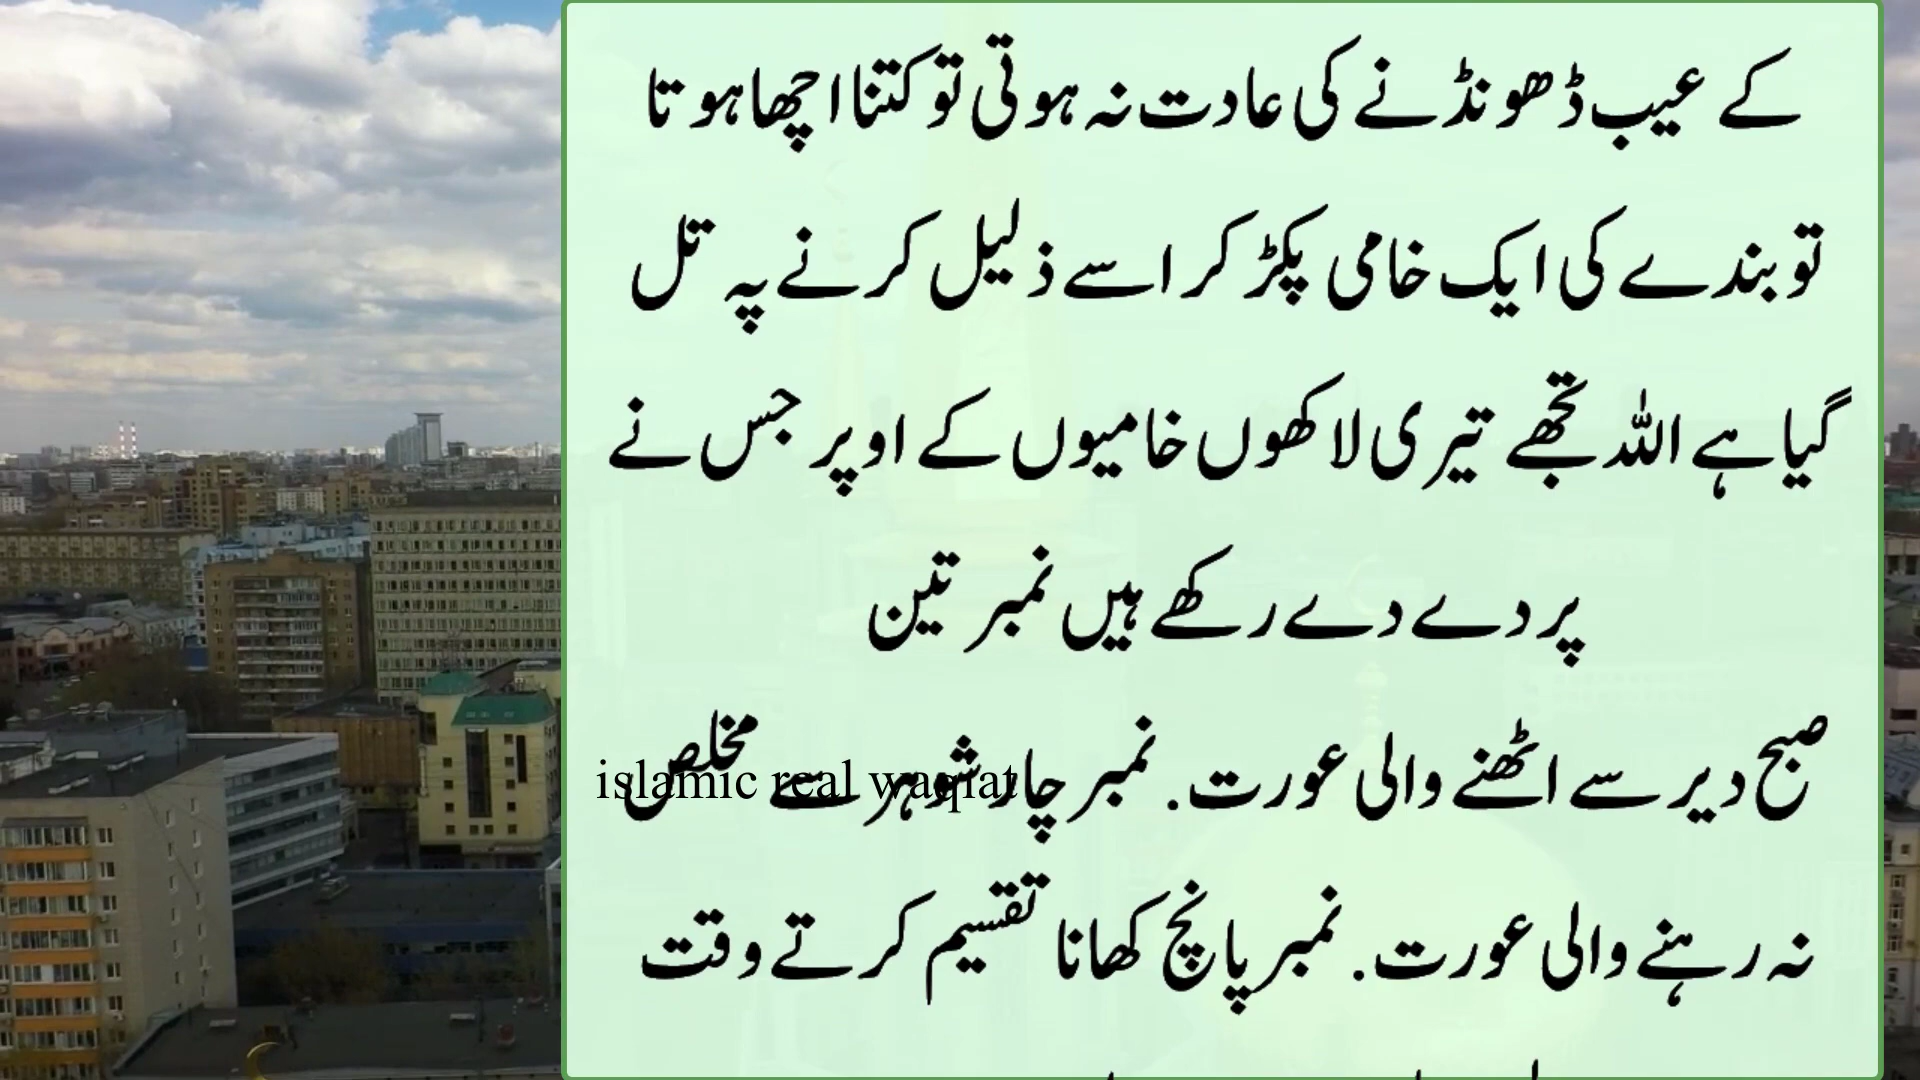 کے عیب ڈھونڈنے کی عادت نہ ہوتی تو کتنا اچھا ہوتا
تو بندے کی ایک خامی پکڑ کر اسے ذلیل کرنے پہ تل
گیا ہے اللہ تجھے تیری لاکھوں خامیوں کے اوپر جس نے
پردے دے رکھے ہیں نمبر تین
صبح دیر سے اٹھنے والی عورت. نمبر چار شوہر سے مخلص
islamic real waqiat
نہ رہنے والی عورت. نمبر پانچ کھانا تقسیم کرتے وقت